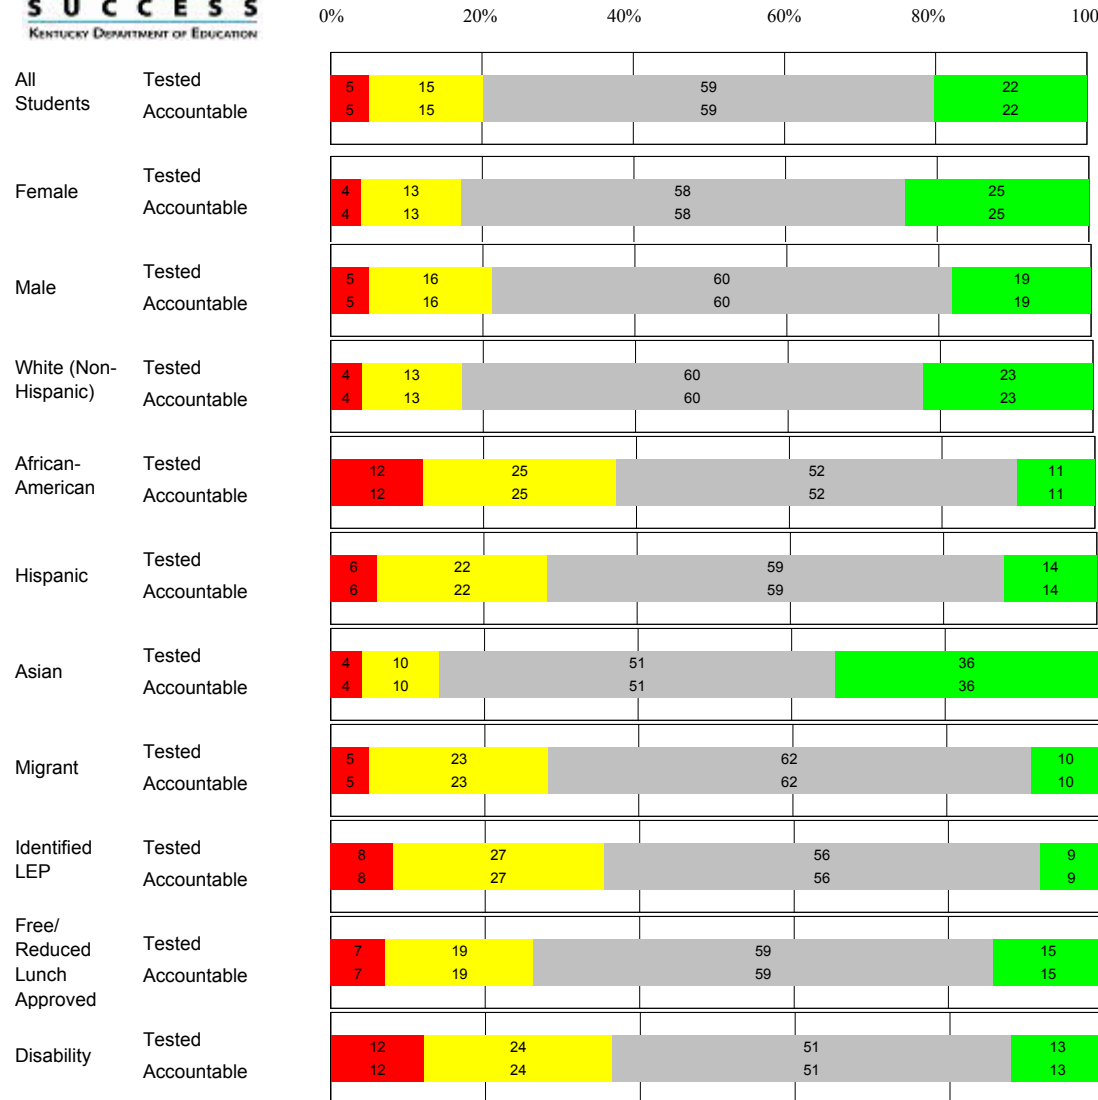 SUCCESS
KENTUCKY DEPARTMENT OF EDUCATION
0% 20% 40% 60% 80% 100
All Students Tested 5 15 59 22
Accountable 5 15 59 22
Female Tested 4 13 58 25
Accountable 4 13 58 25
Male Tested 5 16 60 19
Accountable 5 16 60 19
White (Non-Hispanic) Tested 4 13 60 23
Accountable 4 13 60 23
African-American Tested 12 25 52 11
Accountable 12 25 52 11
Hispanic Tested 6 22 59 14
Accountable 6 22 59 14
Asian Tested 4 10 51 36
Accountable 4 10 51 36
Migrant Tested 5 23 62 10
Accountable 5 23 62 10
Identified LEP Tested 8 27 56 9
Accountable 8 27 56 9
Free/ Reduced Lunch Approved Tested 7 19 59 15
Accountable 7 19 59 15
Disability Tested 12 24 51 13
Accountable 12 24 51 13